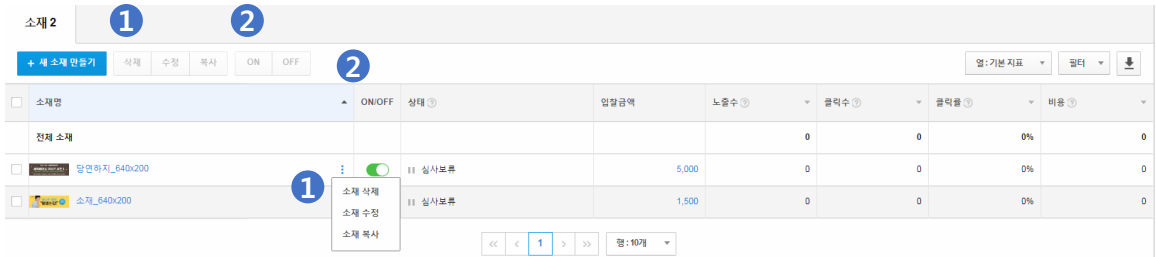 소재 2
1 2
+ 새 소재 만들기 삭제 수정 복사 ON OFF 2 열 : 기본 지표 필터
소재명 ON/OFF 상태 ? 입찰금액 노출수 ? 클릭수 ? 클릭률 ? 비용 ?
전체 소재 0 0 0% 0
당연하지_640x200 심사보류 5,000 0 0 0% 0
1 소재 삭제
소재_640x200 심사보류 1,500 0 0 0% 0
소재 수정
소재 복사
<< < 1 > >> 행 : 10개